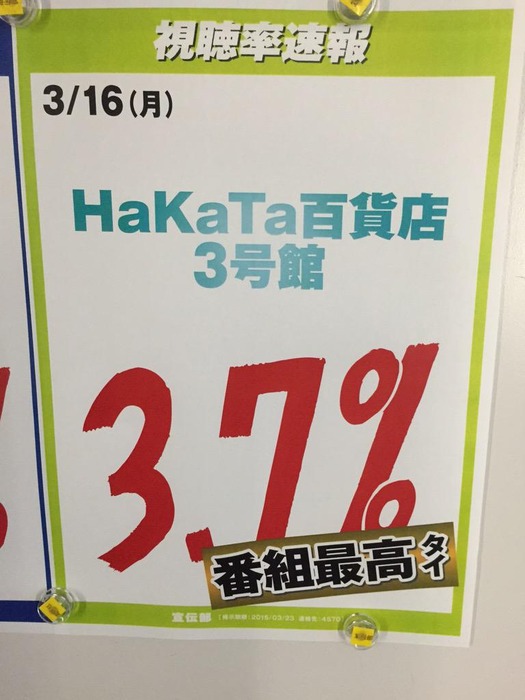 視聴率速報
3/16(月)
HaKaTa百貨店
3号館
3.7%
番組最高タイ
宣伝部